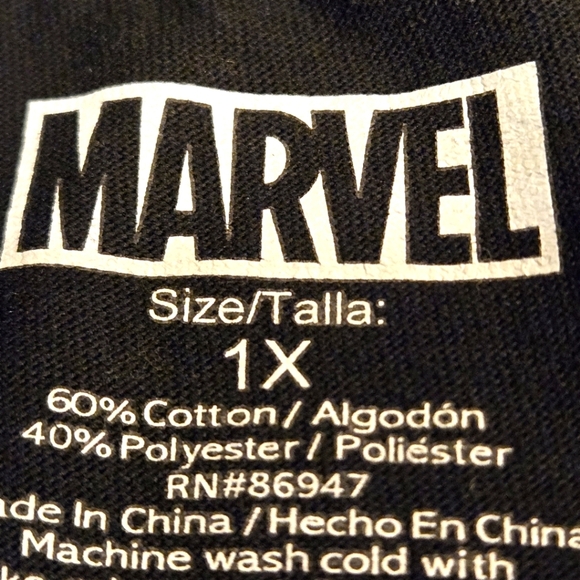 MARVEL
Size/Talla:
1X
60% Cotton / Algodón
40% Polyester / Poliéster
RN#86947
ade In China / Hecho En China
Machine wash cold with